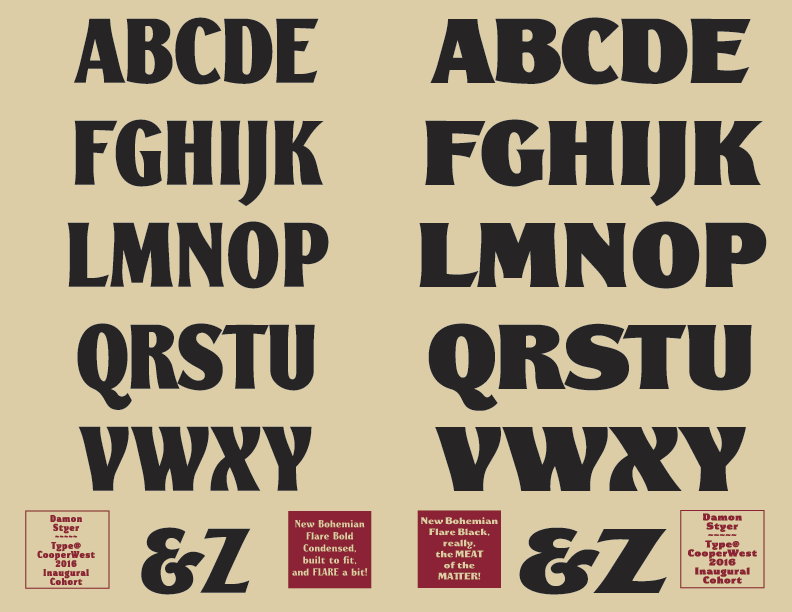 ABCDE
FGHIJK
LMNOP
QRSTU
VWXY
&Z
Damon
Styer
~~~~~
Type@
CooperWest
2016
Inaugural
Cohort
New Bohemian
Flare Bold
Condensed,
built to fit,
and FLARE a bit!
ABCDE
FGHIJK
LMNOP
QRSTU
VWXY
&Z
New Bohemian
Flare Black,
really,
the MEAT
of the
MATTER!
Damon
Styer
~~~~~
Type@
CooperWest
2016
Inaugural
Cohort